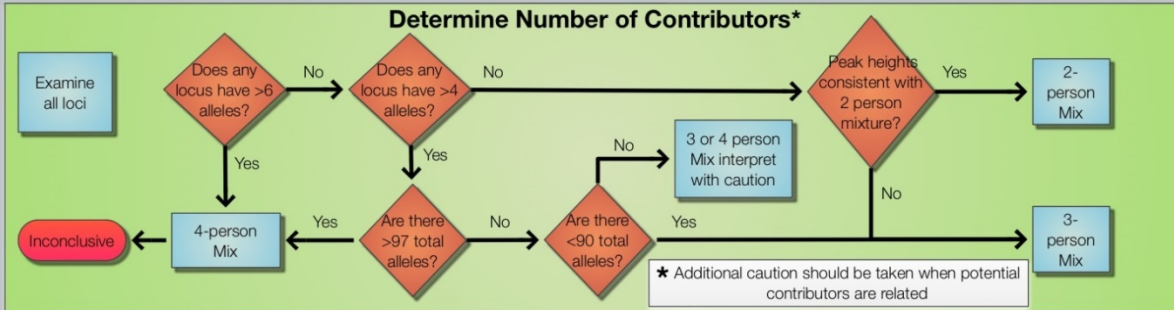 Determine Number of Contributors*
Examine
all loci
Does any
locus have >6
alleles?
No
Does any
locus have >4
alleles?
No
Peak heights
consistent with
2 person
mixture?
Yes
2-
person
Mix
Yes
Yes
No
3 or 4 person
Mix interpret
with caution
No
Inconclusive
4-person
Mix
Yes
Are there
>97 total
alleles?
No
Are there
<90 total
alleles?
Yes
3-
person
Mix
* Additional caution should be taken when potential
contributors are related